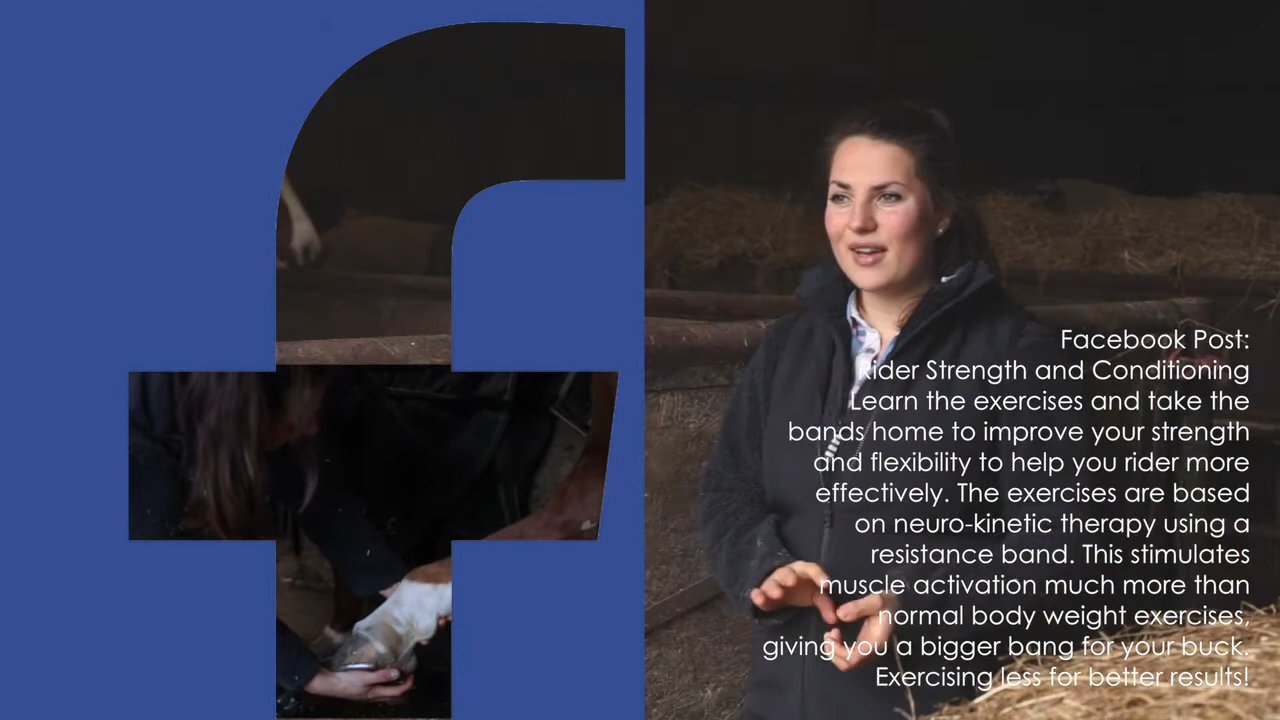 Facebook Post:
Rider Strength and Conditioning
Learn the exercises and take the
bands home to improve your strength
and flexibility to help you rider more
effectively. The exercises are based
on neuro-kinetic therapy using a
resistance band. This stimulates
muscle activation much more than
normal body weight exercises,
giving you a bigger bang for your buck.
Exercising less for better results!